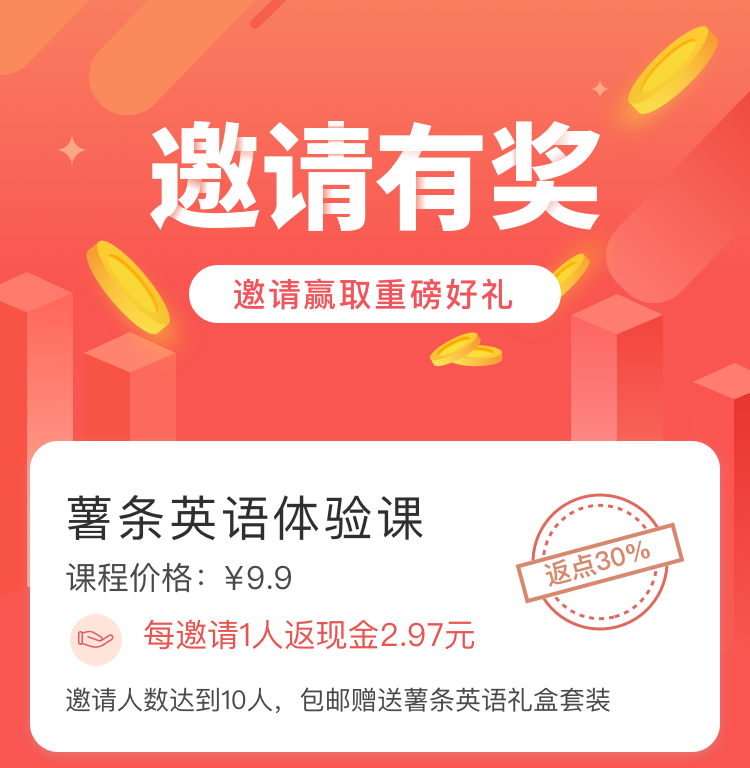 邀请有奖
邀请赢取重磅好礼
薯条英语体验课
返点30%
课程价格：¥9.9
每邀请1人返现金2.97元
邀请人数达到10人，包邮赠送薯条英语礼盒套装